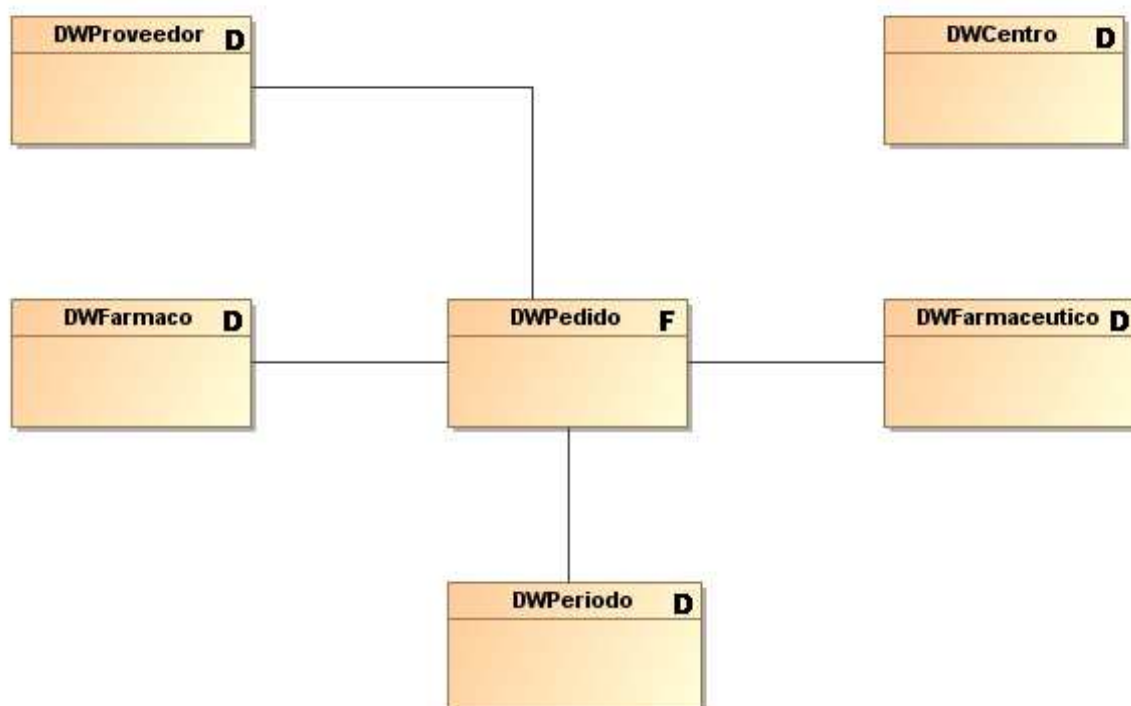 DWProveedor D
DWCentro D
DWFarmaco D
DWPedido F
DWFarmaceutico D
DWPeriodo D